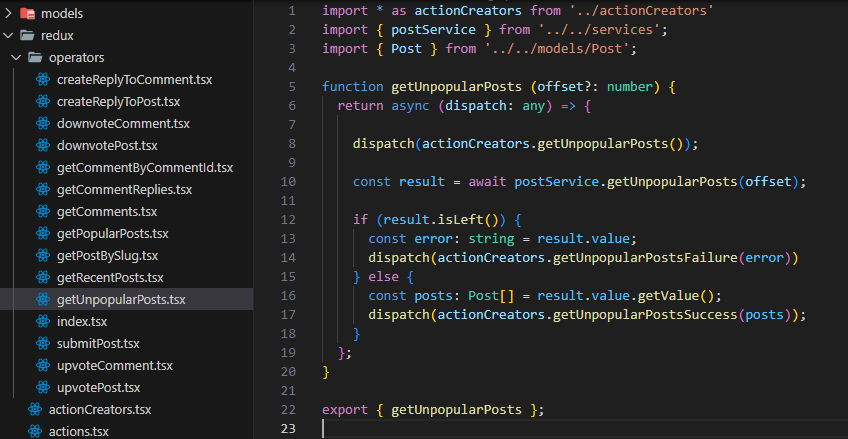 models
redux
operators
createReplyToComment.tsx
createReplyToPost.tsx
downvoteComment.tsx
downvotePost.tsx
getCommentByCommentId.tsx
getCommentReplies.tsx
getComments.tsx
getPopularPosts.tsx
getPostBySlug.tsx
getRecentPosts.tsx
getUnpopularPosts.tsx
index.tsx
submitPost.tsx
upvoteComment.tsx
upvotePost.tsx
actionCreators.tsx
actions.tsx
1 import * as actionCreators from '../actionCreators'
2 import { postService } from '../../services';
3 import { Post } from '../../models/Post';
4
5 function getUnpopularPosts (offset?: number) {
6   return async (dispatch: any) => {
7
8     dispatch(actionCreators.getUnpopularPosts());
9
10     const result = await postService.getUnpopularPosts(offset);
11
12     if (result.isLeft()) {
13       const error: string = result.value;
14       dispatch(actionCreators.getUnpopularPostsFailure(error))
15     } else {
16       const posts: Post[] = result.value.getValue();
17       dispatch(actionCreators.getUnpopularPostsSuccess(posts));
18     }
19   };
20 }
21
22 export { getUnpopularPosts };
23